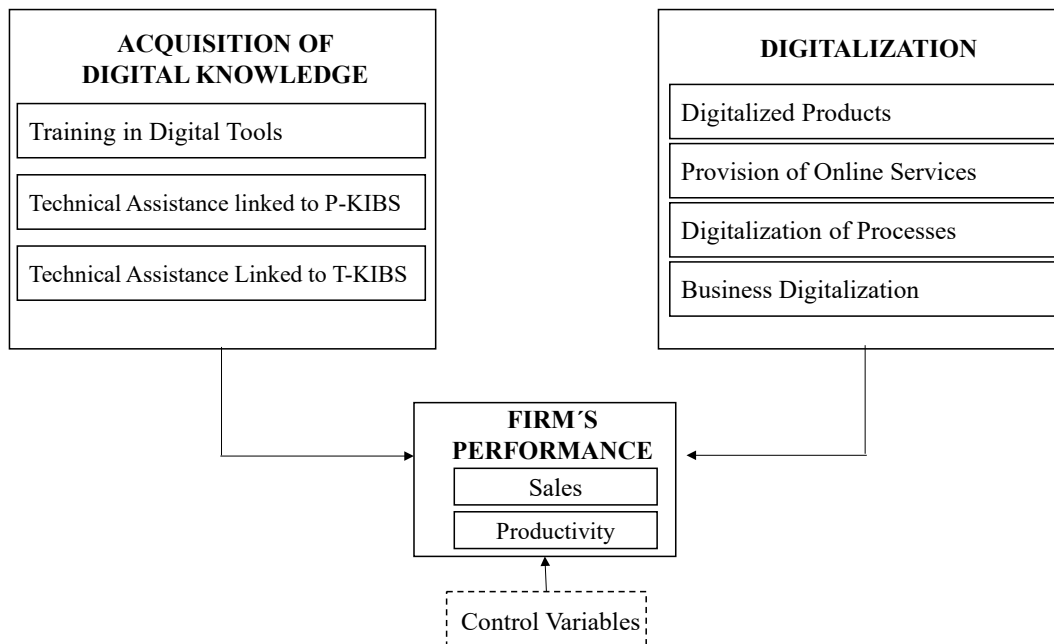 ACQUISITION OF
DIGITAL KNOWLEDGE
Training in Digital Tools
Technical Assistance linked to P-KIBS
Technical Assistance Linked to T-KIBS
DIGITALIZATION
Digitalized Products
Provision of Online Services
Digitalization of Processes
Business Digitalization
FIRM´S
PERFORMANCE
Sales
Productivity
Control Variables